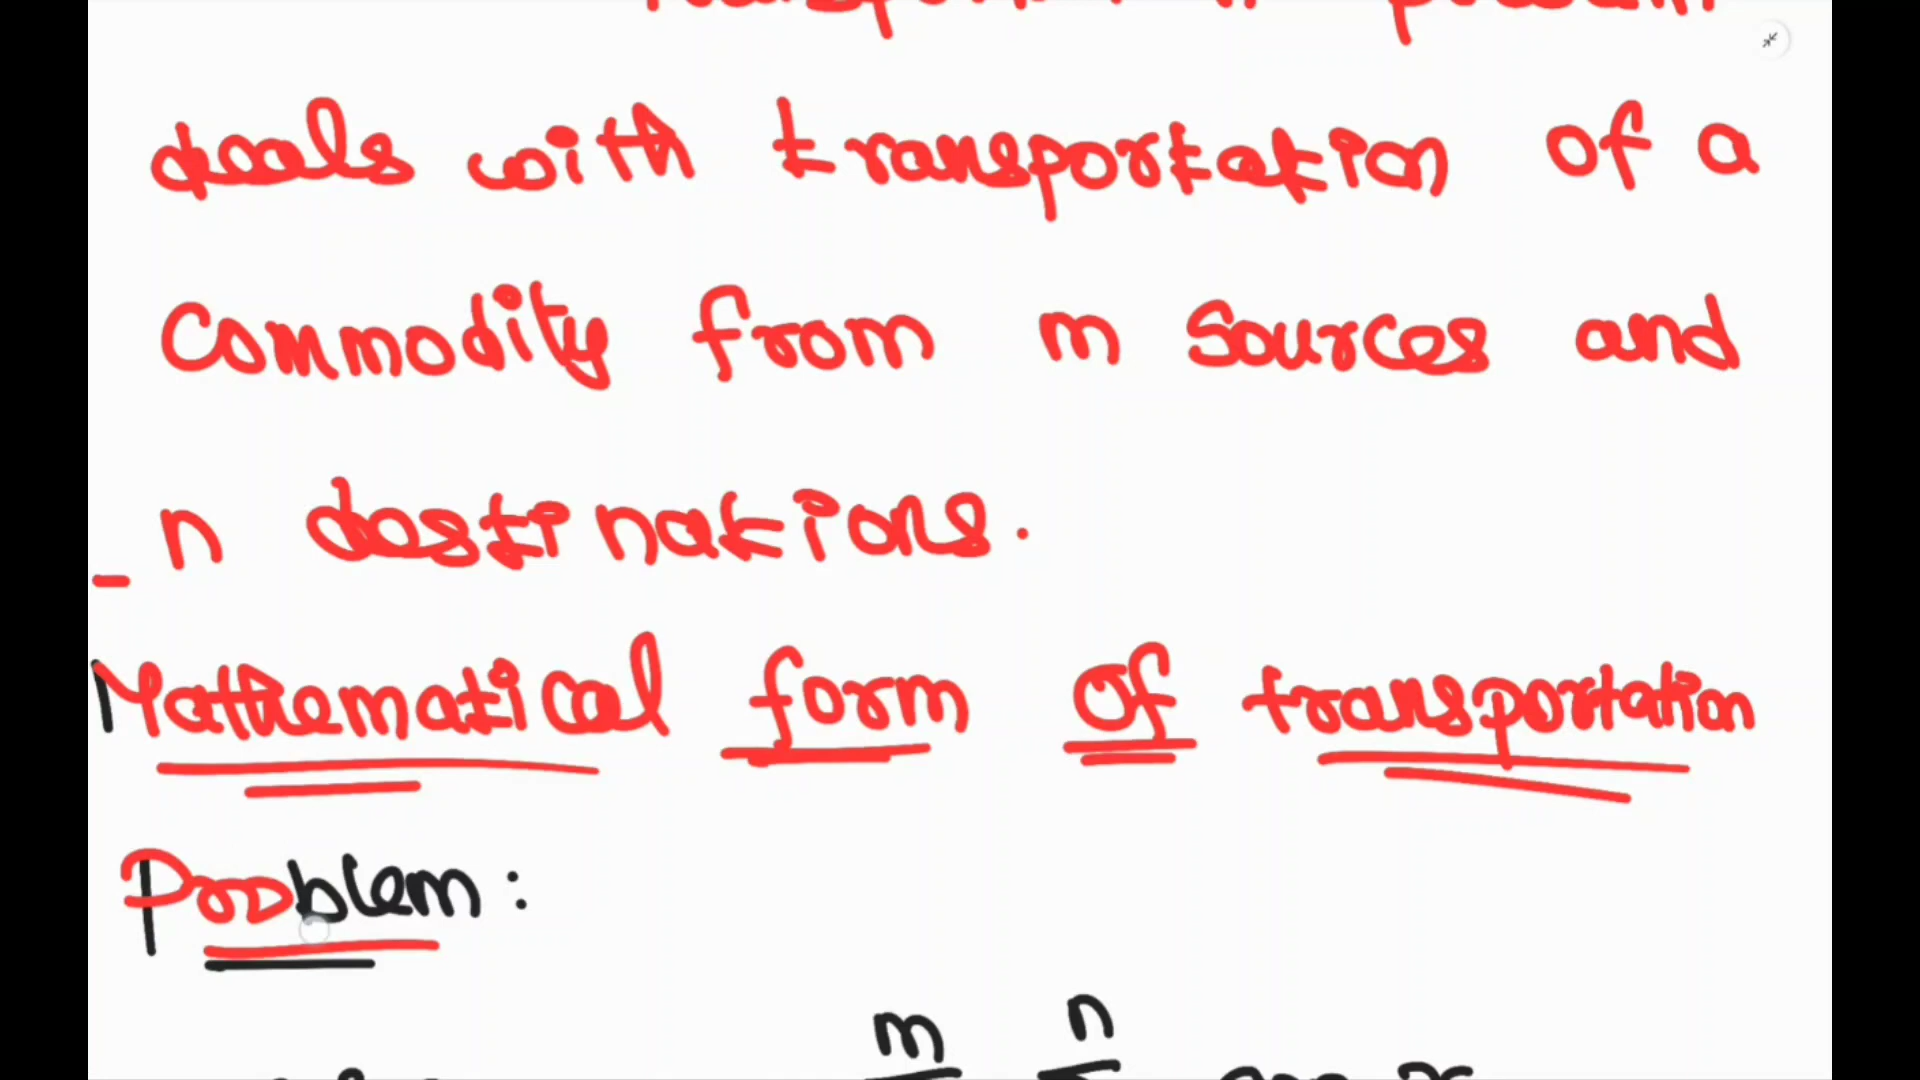 deals with transportation of a
Commodity from m Sources and
n destinations.
Mathematical form of transportation
Problem:
m n